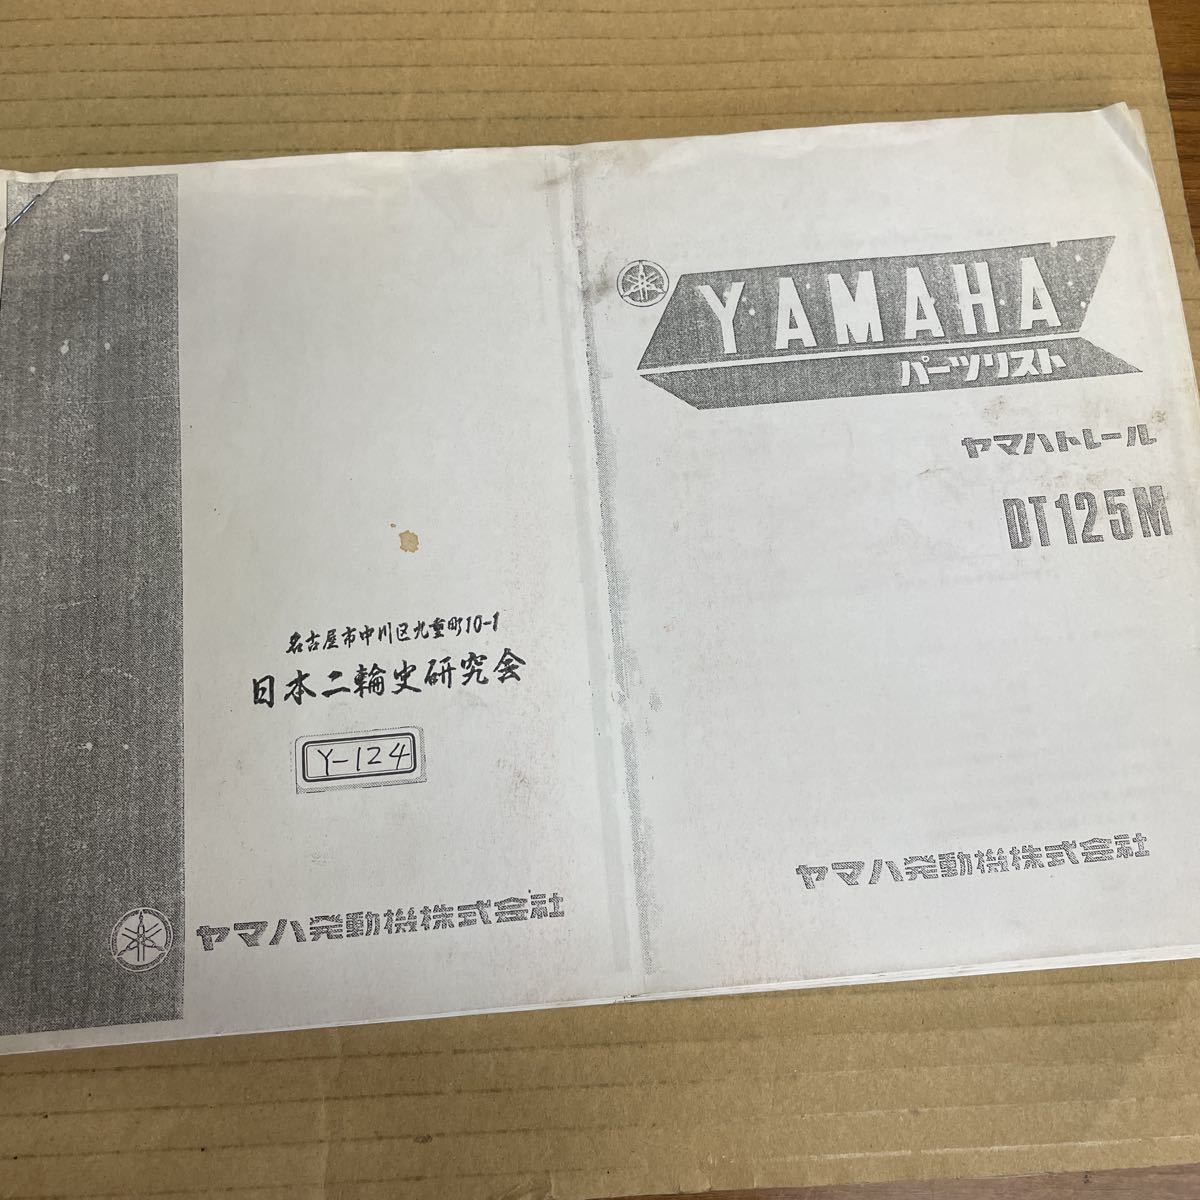 名古屋市中川区九重町10-1
日本二輪史研究会
Y-124
ヤマハ発動機株式会社
YAMAHA
パーツリスト
ヤマハトレール
DT125M
ヤマハ発動機株式会社